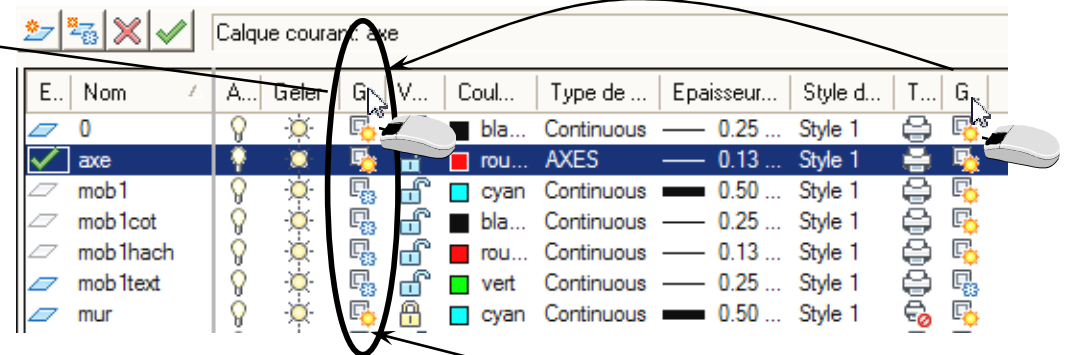 Calque courant: axe
E.. Nom A... Geler G. V... Coul... Type de ... Epaisseur... Style d... T... G.
0 bla... Continuous 0.25 ... Style 1
axe rou... AXES 0.13 ... Style 1
mob1 cyan Continuous 0.50 ... Style 1
mob1cot bla... Continuous 0.25 ... Style 1
mob1hach rou... Continuous 0.13 ... Style 1
mob1text vert Continuous 0.25 ... Style 1
mur cyan Continuous 0.50 ... Style 1